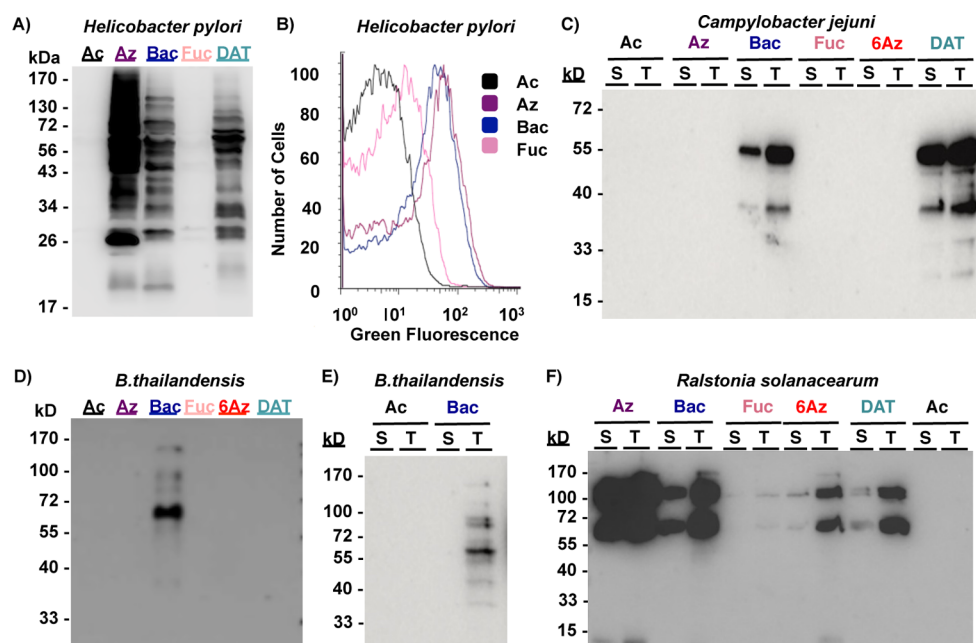 A) Helicobacter pylori
kDa Ac Az Bac Fuc DAT
170 -
130 -
72 -
56 -
43 -
34 -
26 -
17 -
B) Helicobacter pylori
Number of Cells
100
80
60
40
20
0
10^0 10^1 10^2 10^3
Green Fluorescence
Ac
Az
Bac
Fuc
C) Campylobacter jejuni
Ac Az Bac Fuc 6Az DAT
kD S T S T S T S T S T S T
72 -
55 -
40 -
33 -
15 -
D) B.thailandensis
kD Ac Az Bac Fuc 6Az DAT
170 -
100 -
72 -
55 -
40 -
33 -
E) B.thailandensis
Ac Bac
kD S T S T
170 -
100 -
72 -
55 -
40 -
33 -
F) Ralstonia solanacearum
Az Bac Fuc 6Az DAT Ac
kD S T S T S T S T S T S T
170 -
100 -
72 -
55 -
40 -
33 -
15 -